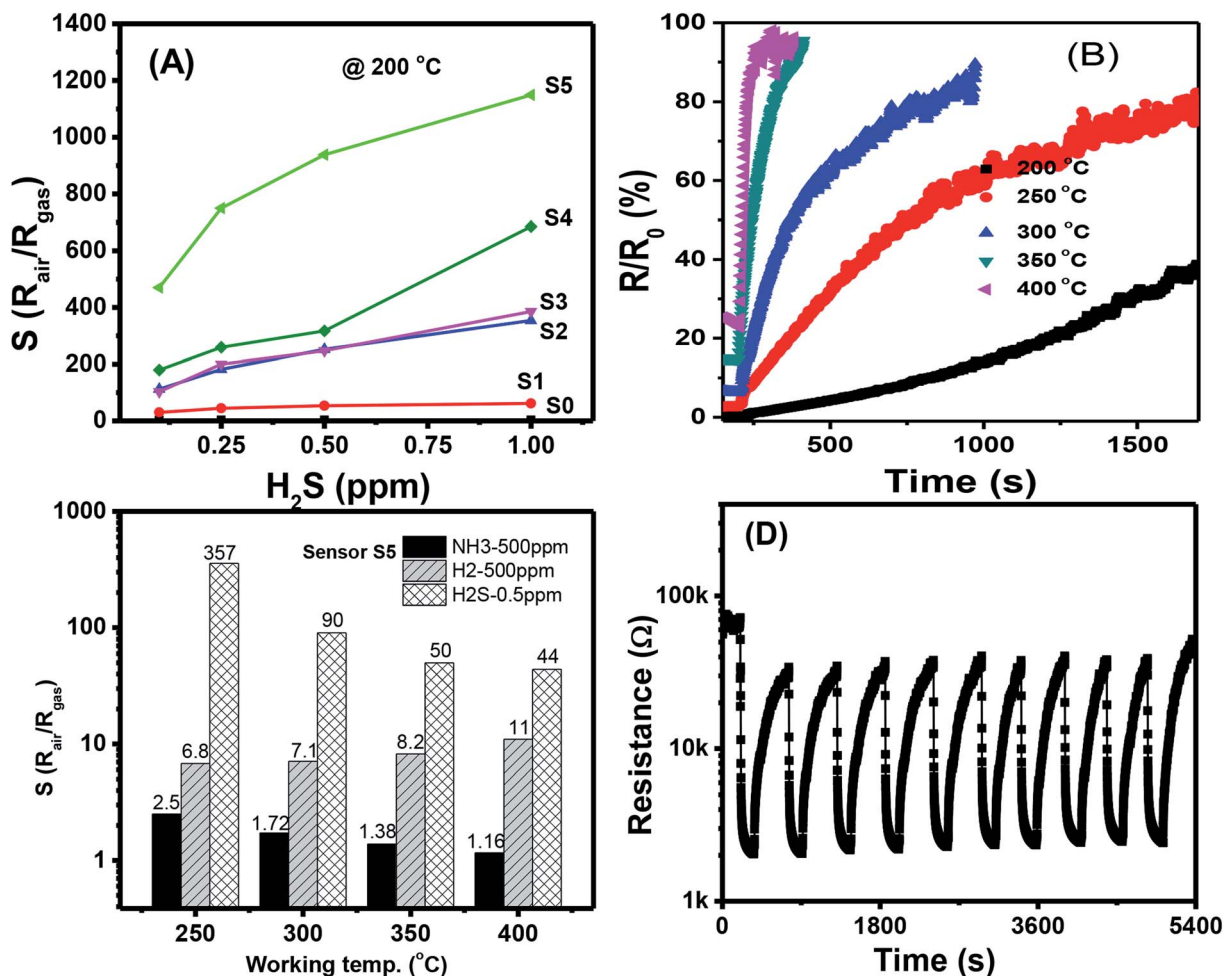 (A)
@ 200 °C
S (Rair/Rgas)
1400
1200
1000
800
600
400
200
0
S5
S4
S3
S2
S1
S0
0.25 0.50 0.75 1.00
H2S (ppm)
(B)
R/R0 (%)
100
80
60
40
20
0
200 °C
250 °C
300 °C
350 °C
400 °C
500 1000 1500
Time (s)
S (Rair/Rgas)
1000
100
10
1
Sensor S5
NH3-500ppm
H2-500ppm
H2S-0.5ppm
357
90
50
44
6.8
7.1
8.2
11
2.5
1.72
1.38
1.16
250 300 350 400
Working temp. (°C)
(D)
Resistance (Ω)
100k
10k
1k
0 1800 3600 5400
Time (s)